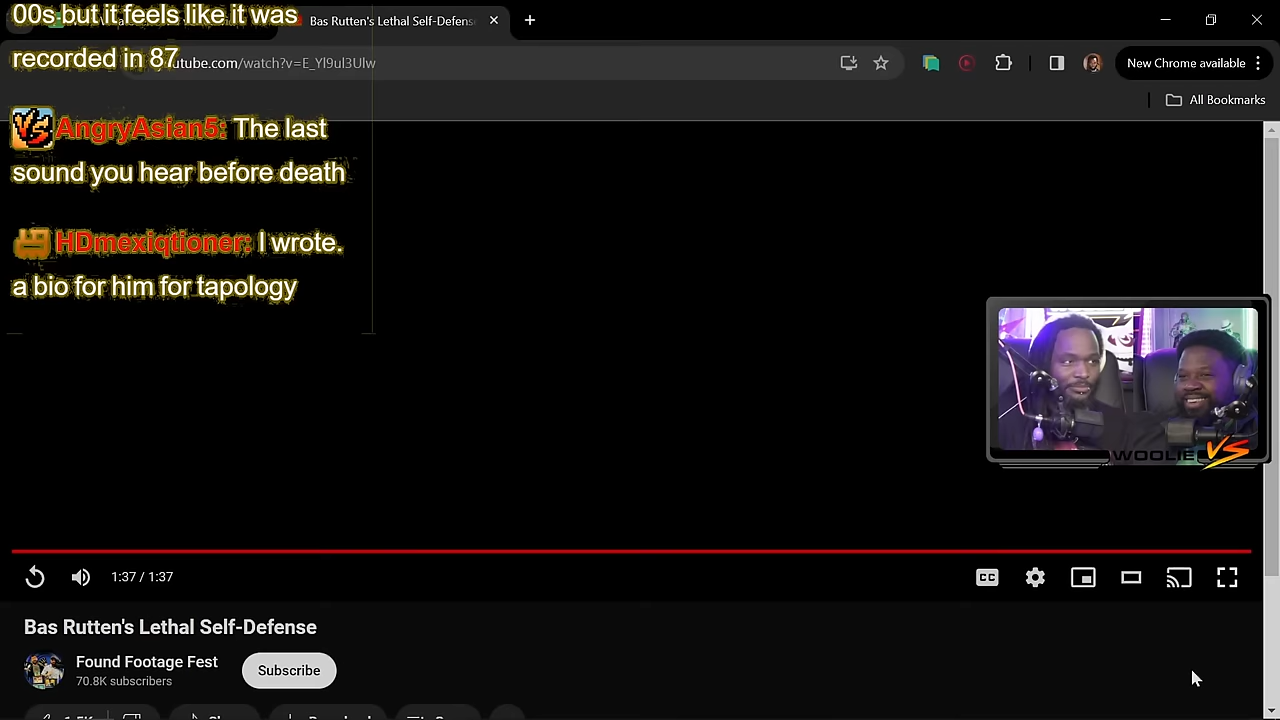 00s but it feels like it was
recorded in 87
AngryAsian5: The last
sound you hear before death
HDmexiqtioner: I wrote.
a bio for him for tapology
Bas Rutten's Lethal Self-Defens
utube.com/watch?v=E_Yl9ul3Ulw
New Chrome available
All Bookmarks
WOOLIE VS
1:37 / 1:37
CC
Bas Rutten's Lethal Self-Defense
Found Footage Fest
70.8K subscribers
Subscribe